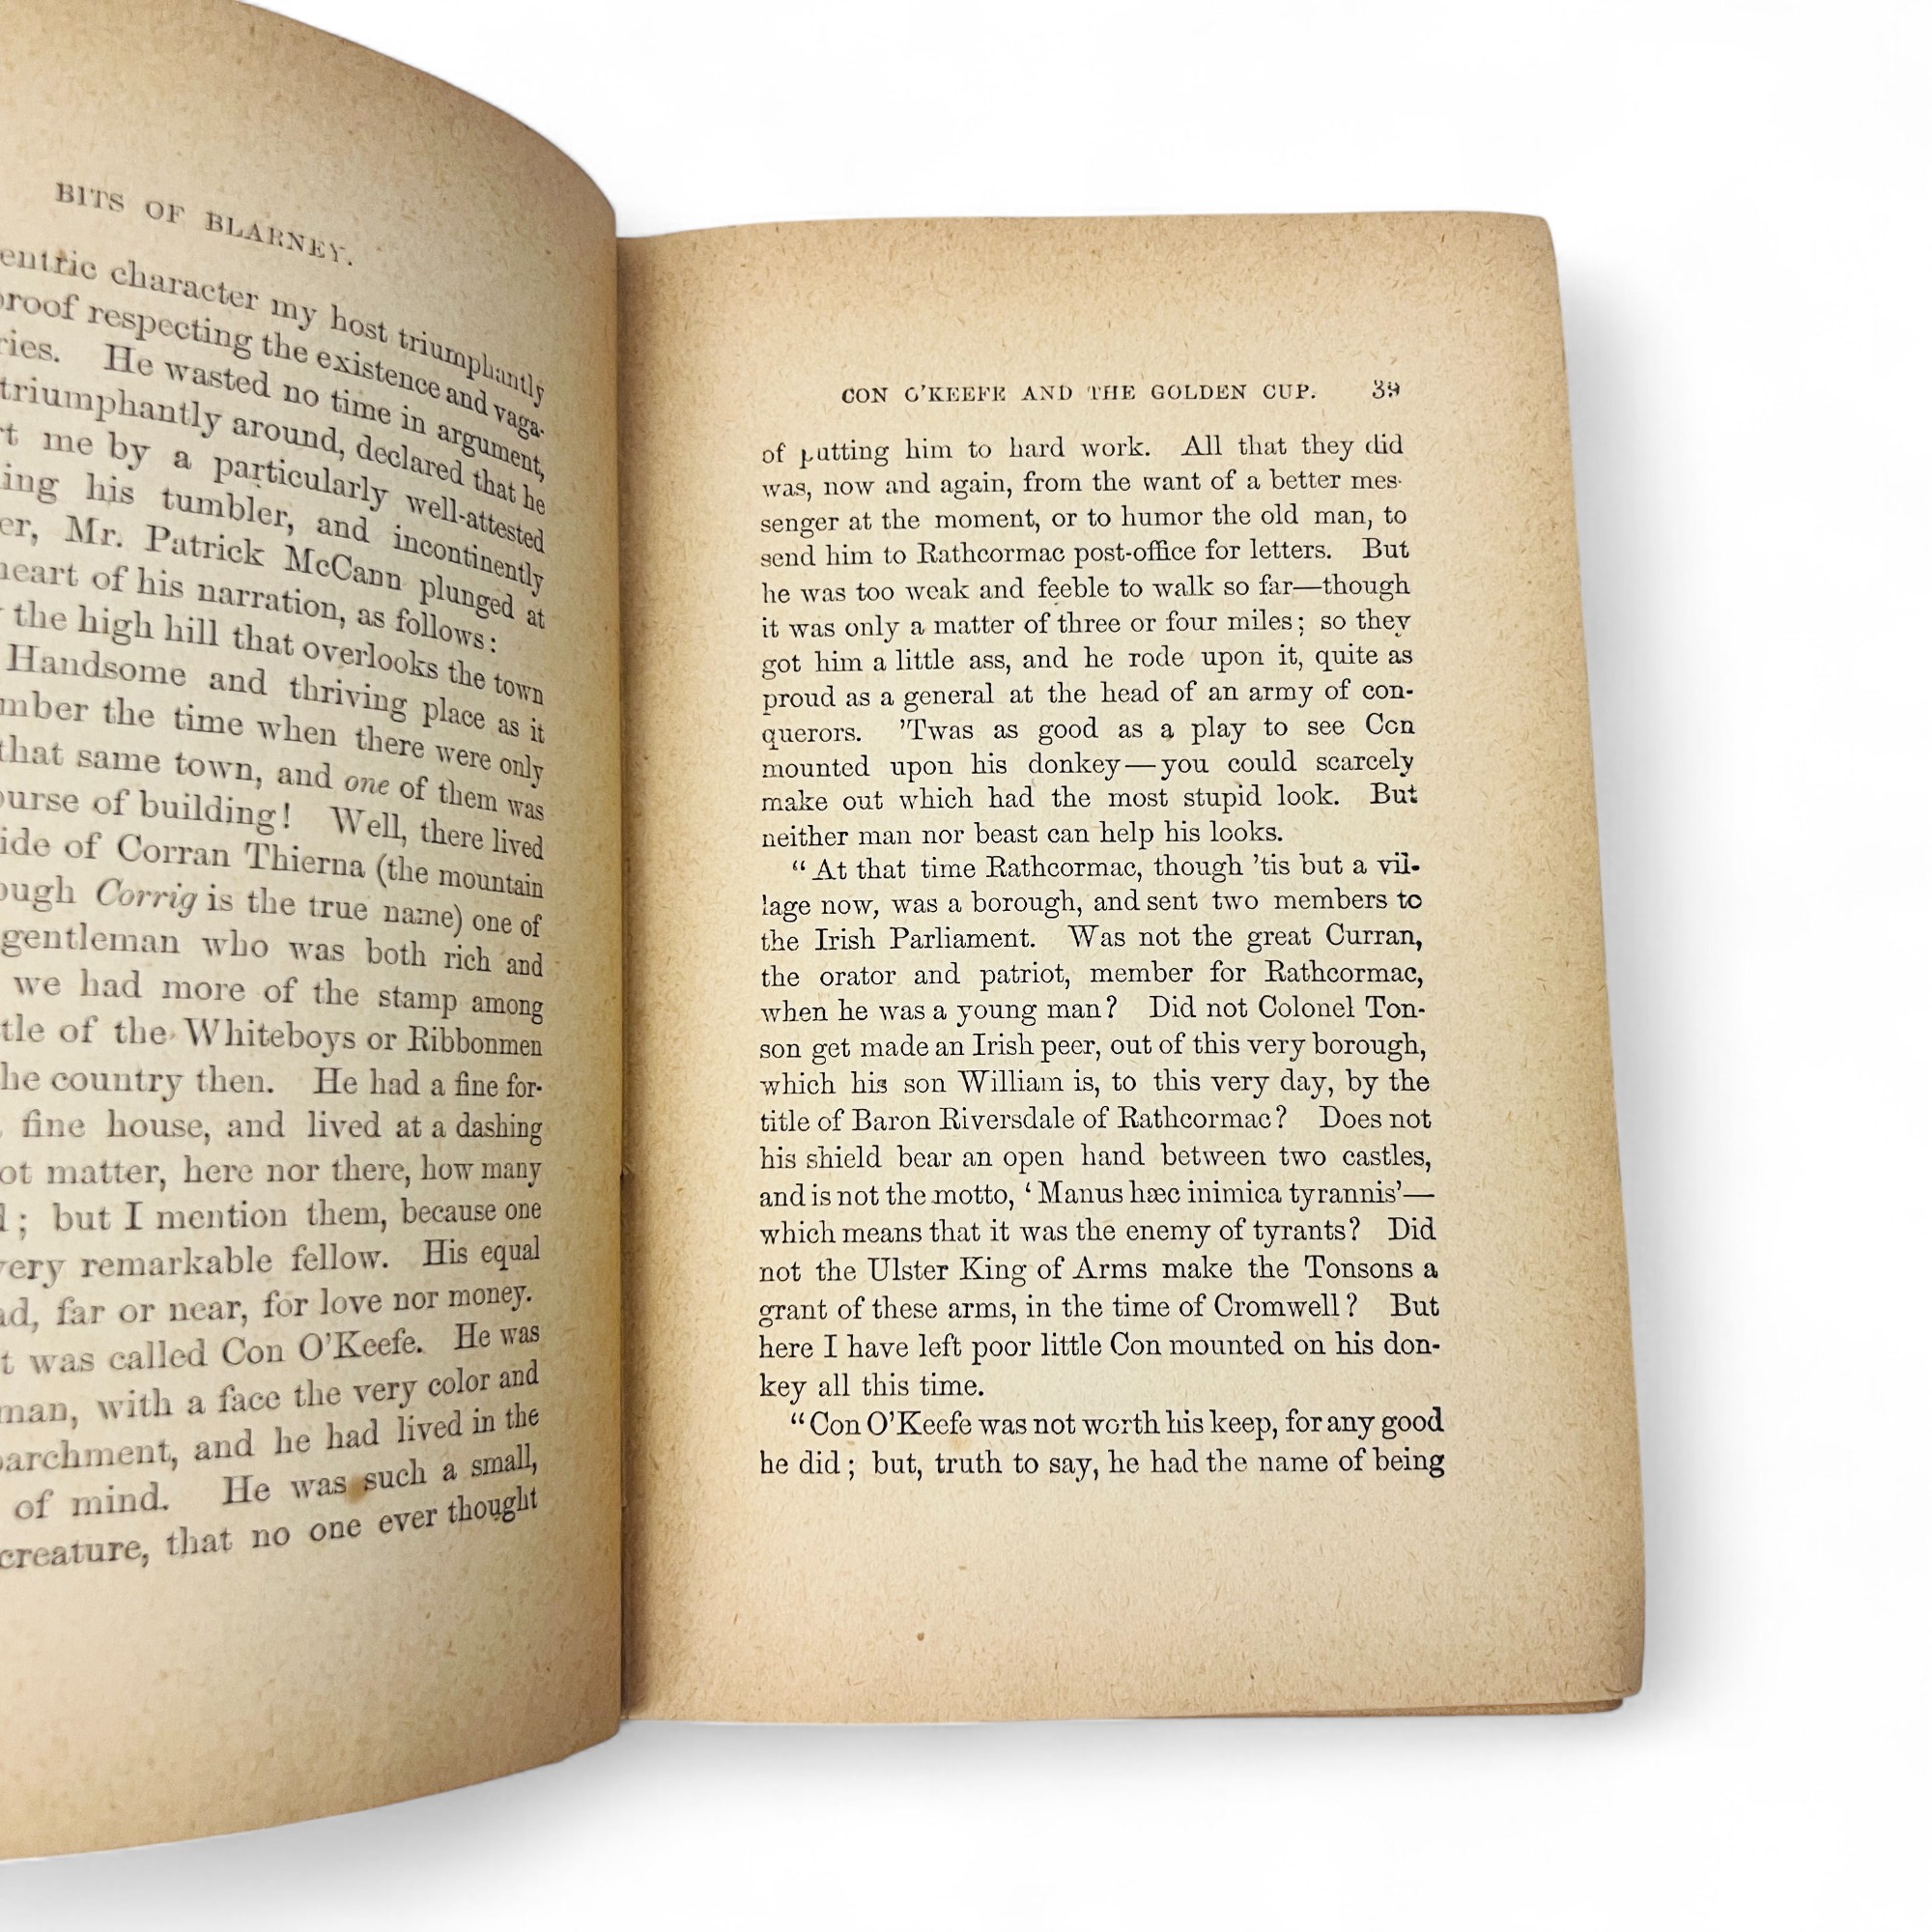 BITS OF BLARNEY.
character my host triumphantly
proof respecting the existence and vaga-
He wasted no time in argument,
triumphantly around, declared that he
me by a particularly well-attested
his tumbler, and incontinently
Mr. Patrick McCann plunged at
heart of his narration, as follows:
the high hill that overlooks the town
Handsome and thriving place as it
the time when there were only
that same town, and one of them was
of building! Well, there lived
of Corran Thierna (the mountain
Corrig is the true name) one of
gentleman who was both rich and
we had more of the stamp among
of the Whiteboys or Ribbonmen
the country then. He had a fine for-
fine house, and lived at a dashing
matter, here nor there, how many
; but I mention them, because one
very remarkable fellow. His equal
far or near, for love nor money.
was called Con O'Keefe. He was
man, with a face the very color and
parchment, and he had lived in the
of mind. He was such a small,
creature, that no one ever thought
CON O'KEEFE AND THE GOLDEN CUP. 39
of putting him to hard work. All that they did
was, now and again, from the want of a better mes-
senger at the moment, or to humor the old man, to
send him to Rathcormac post-office for letters. But
he was too weak and feeble to walk so far—though
it was only a matter of three or four miles; so they
got him a little ass, and he rode upon it, quite as
proud as a general at the head of an army of con-
querors. 'Twas as good as a play to see Con
mounted upon his donkey—you could scarcely
make out which had the most stupid look. But
neither man nor beast can help his looks.
"At that time Rathcormac, though 'tis but a vil-
lage now, was a borough, and sent two members to
the Irish Parliament. Was not the great Curran,
the orator and patriot, member for Rathcormac,
when he was a young man? Did not Colonel Ton-
son get made an Irish peer, out of this very borough,
which his son William is, to this very day, by the
title of Baron Riversdale of Rathcormac? Does not
his shield bear an open hand between two castles,
and is not the motto, 'Manus hæc inimica tyrannis'—
which means that it was the enemy of tyrants? Did
not the Ulster King of Arms make the Tonsons a
grant of these arms, in the time of Cromwell? But
here I have left poor little Con mounted on his don-
key all this time.
"Con O'Keefe was not worth his keep, for any good
he did; but, truth to say, he had the name of being